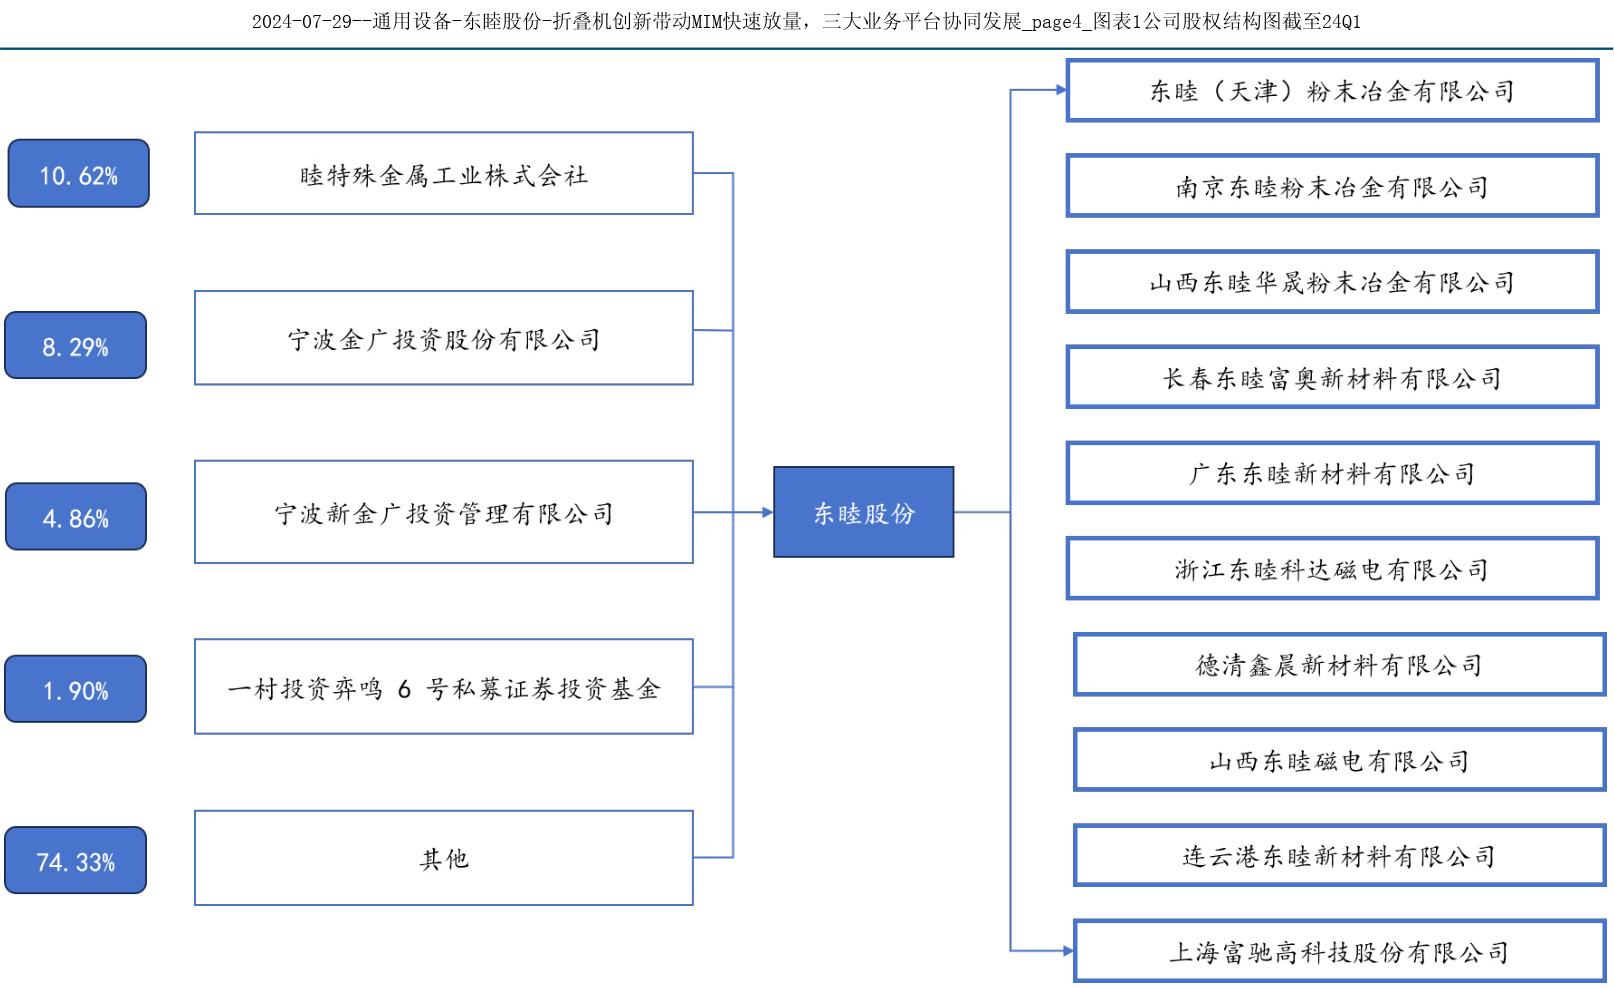 2024-07-29--通用设备-东睦股份-折叠机创新带动MIM快速放量，三大业务平台协同发展_page4_图表1公司股权结构图截至24Q1
10.62%
睦特殊金属工业株式会社
8.29%
宁波金广投资股份有限公司
4.86%
宁波新金广投资管理有限公司
1.90%
一村投资弈鸣 6 号私募证券投资基金
74.33%
其他
东睦股份
东睦（天津）粉末冶金有限公司
南京东睦粉末冶金有限公司
山西东睦华晟粉末冶金有限公司
长春东睦富奥新材料有限公司
广东东睦新材料有限公司
浙江东睦科达磁电有限公司
德清鑫晨新材料有限公司
山西东睦磁电有限公司
连云港东睦新材料有限公司
上海富驰高科技股份有限公司